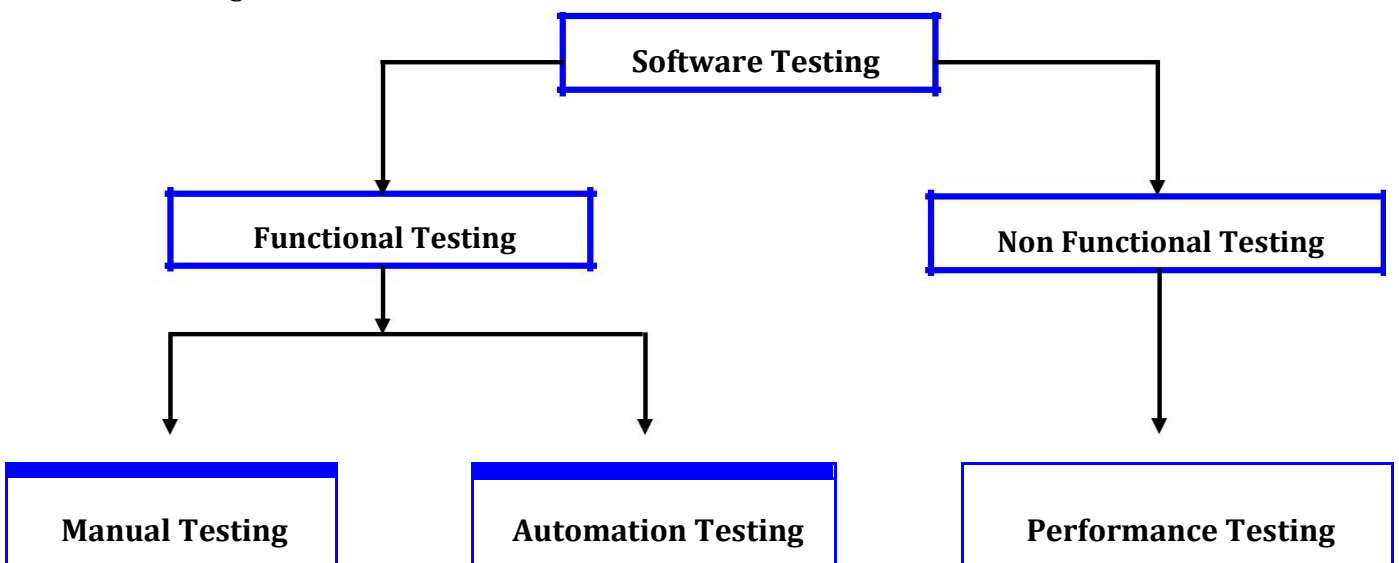 Software Testing
Functional Testing
Non Functional Testing
Manual Testing
Automation Testing
Performance Testing